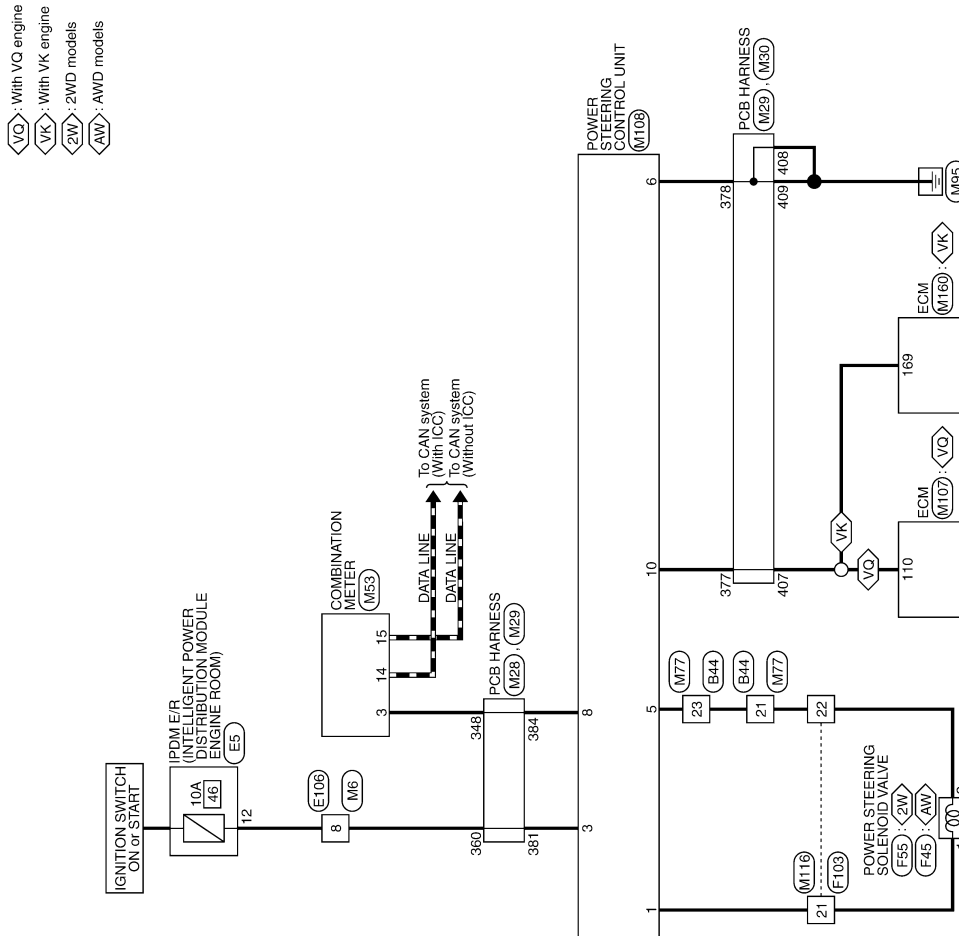 VQ : With VQ engine
VK : With VK engine
2W : 2WD models
AW : AWD models
IGNITION SWITCH
ON or START
IPDM E/R
(INTELLIGENT POWER
DISTRIBUTION MODULE
ENGINE ROOM)
E5
10A
46
12
E106
8
M6
COMBINATION
METER
M53
3
14
15
DATA LINE
DATA LINE
To CAN system
(With ICC)
To CAN system
(Without ICC)
PCB HARNESS
M28 , M29
360
348
381
384
POWER
STEERING
CONTROL UNIT
M108
3
8
1
5
10
6
PCB HARNESS
M29 , M30
377
378
407
409
408
M77
23
B44
B44
21
M77
22
M116
21
F103
POWER STEERING
SOLENOID VALVE
F55 : 2W
F45 : AW
VK
VQ
ECM
M107 : VQ
110
ECM
M160 : VK
169
M95